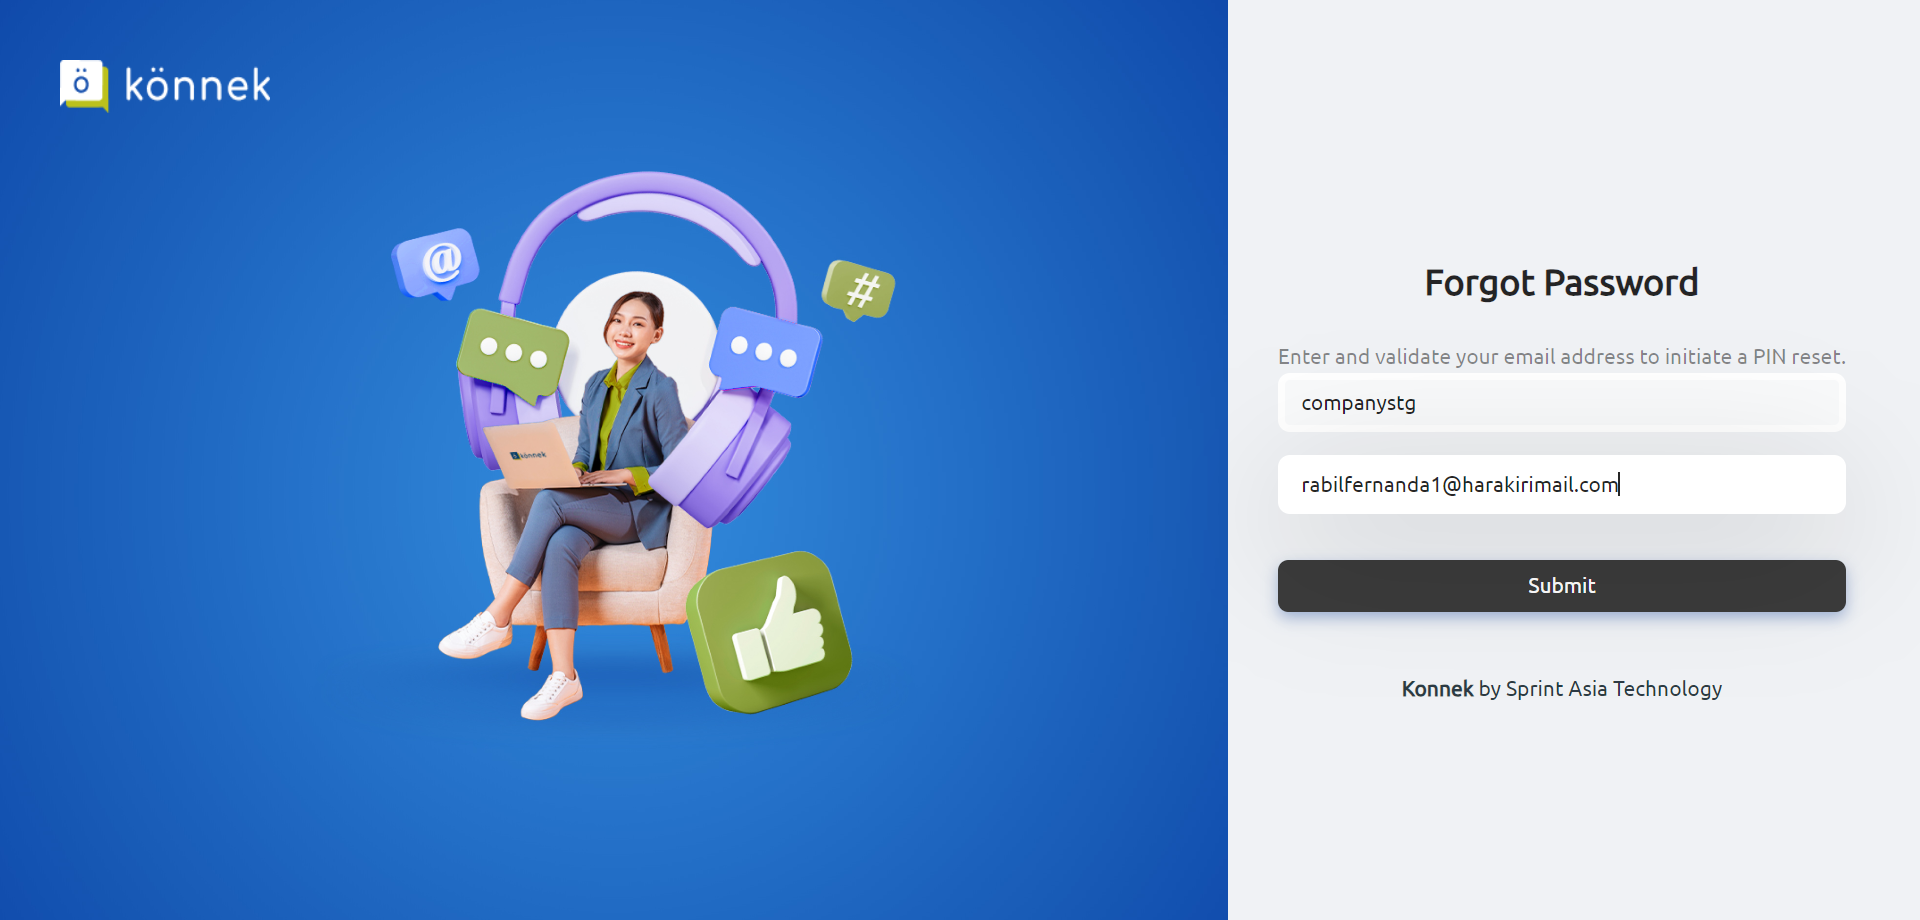 ö könnek
@
#
ö könnek
Forgot Password
Enter and validate your email address to initiate a PIN reset.
companystg
rabilfernanda1@harakirimail.com
Submit
Konnek by Sprint Asia Technology